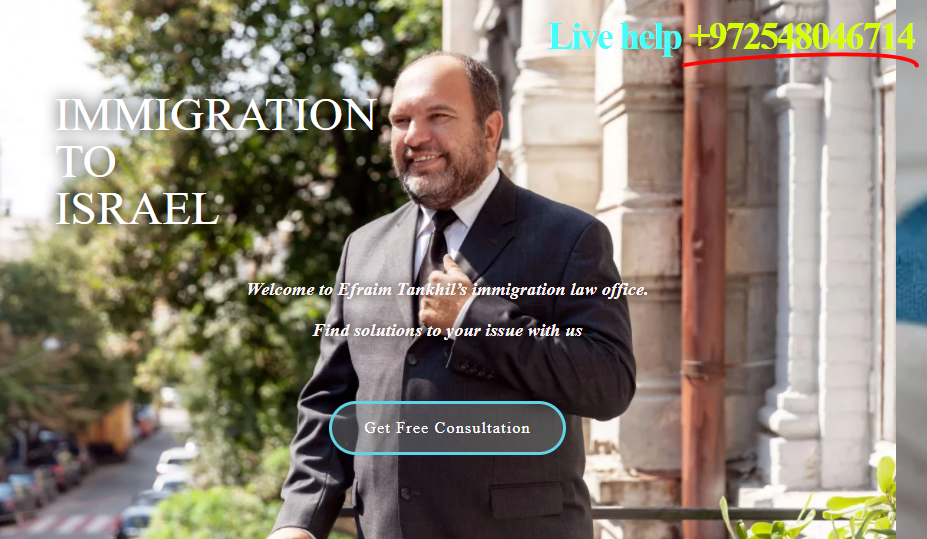 Live help +972548046714
IMMIGRATION
TO
ISRAEL
Welcome to Efraim Tankhil’s immigration law office.
Find solutions to your issue with us
Get Free Consultation